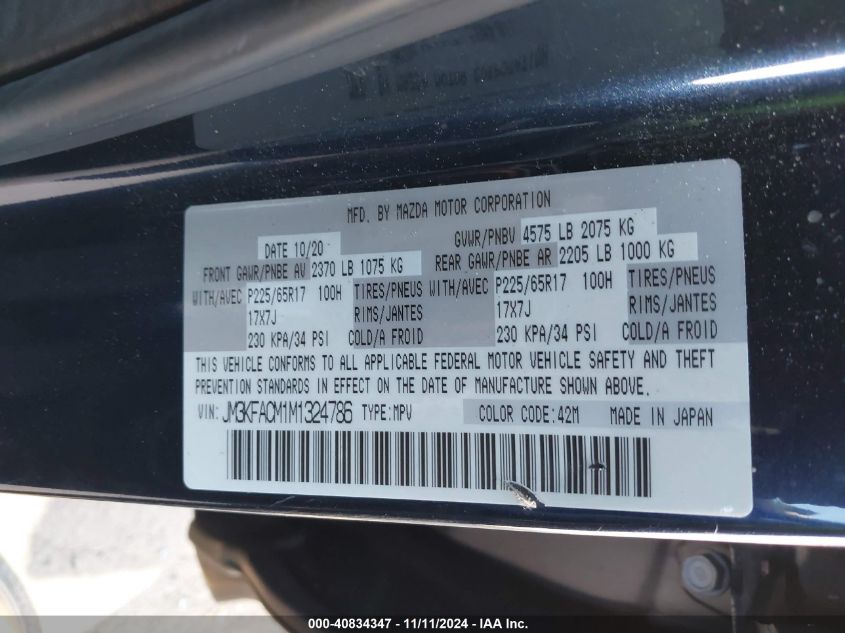 MFD. BY MAZDA MOTOR CORPORATION
DATE 10/20 GVWR/PNBV 4575 LB 2075 KG
FRONT GAWR/PNBE AV 2370 LB 1075 KG REAR GAWR/PNBE AR 2205 LB 1000 KG
WITH/AVEC P225/65R17 100H TIRES/PNEUS WITH/AVEC P225/65R17 100H TIRES/PNEUS
17X7J RIMS/JANTES 17X7J RIMS/JANTES
230 KPA/34 PSI COLD/A FROID 230 KPA/34 PSI COLD/A FROID
THIS VEHICLE CONFORMS TO ALL APPLICABLE FEDERAL MOTOR VEHICLE SAFETY AND THEFT
PREVENTION STANDARDS IN EFFECT ON THE DATE OF MANUFACTURE SHOWN ABOVE.
VIN: JM3KFACM1M1324786 TYPE:MPV COLOR CODE:42M MADE IN JAPAN
000-40834347 - 11/11/2024 - IAA Inc.